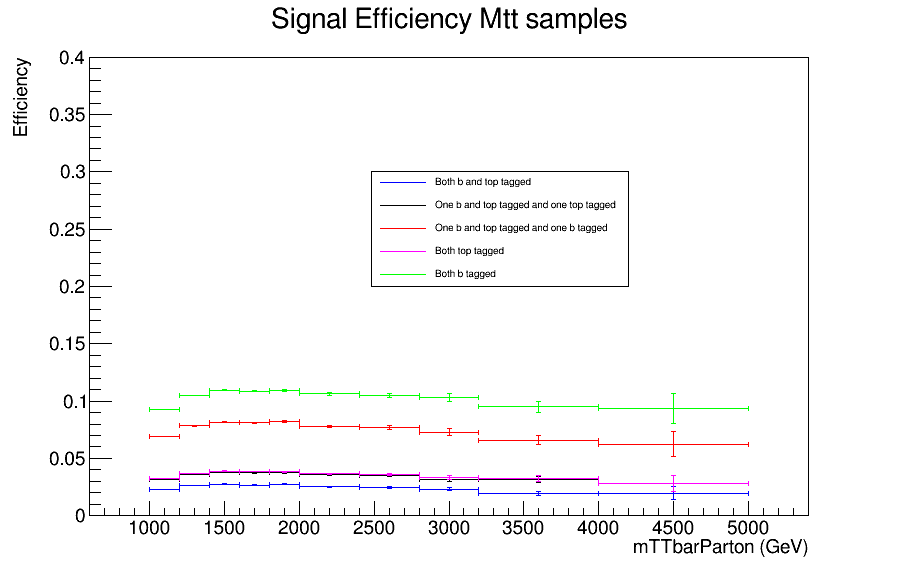 Signal Efficiency Mtt samples
Efficiency
0.4
0.35
0.3
0.25
0.2
0.15
0.1
0.05
0
Both b and top tagged
One b and top tagged and one top tagged
One b and top tagged and one b tagged
Both top tagged
Both b tagged
1000 1500 2000 2500 3000 3500 4000 4500 5000
mTTbarParton (GeV)